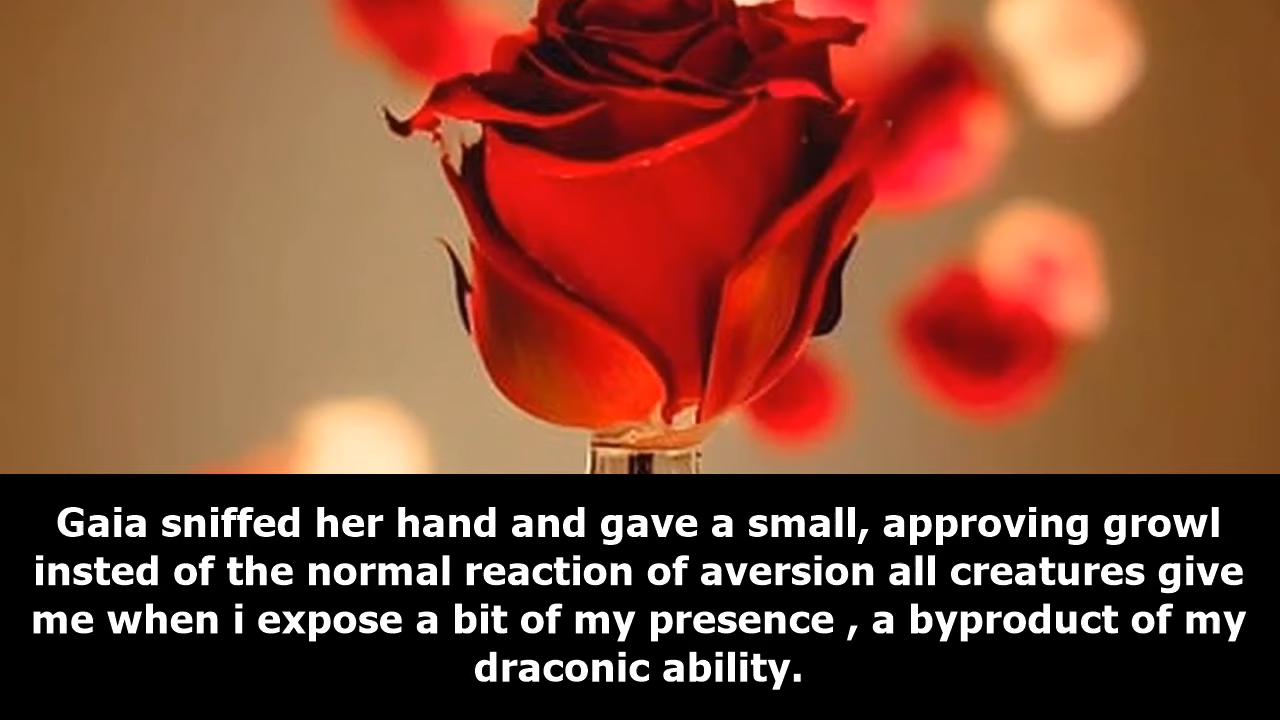 Gaia sniffed her hand and gave a small, approving growl
insted of the normal reaction of aversion all creatures give
me when i expose a bit of my presence , a byproduct of my
draconic ability.